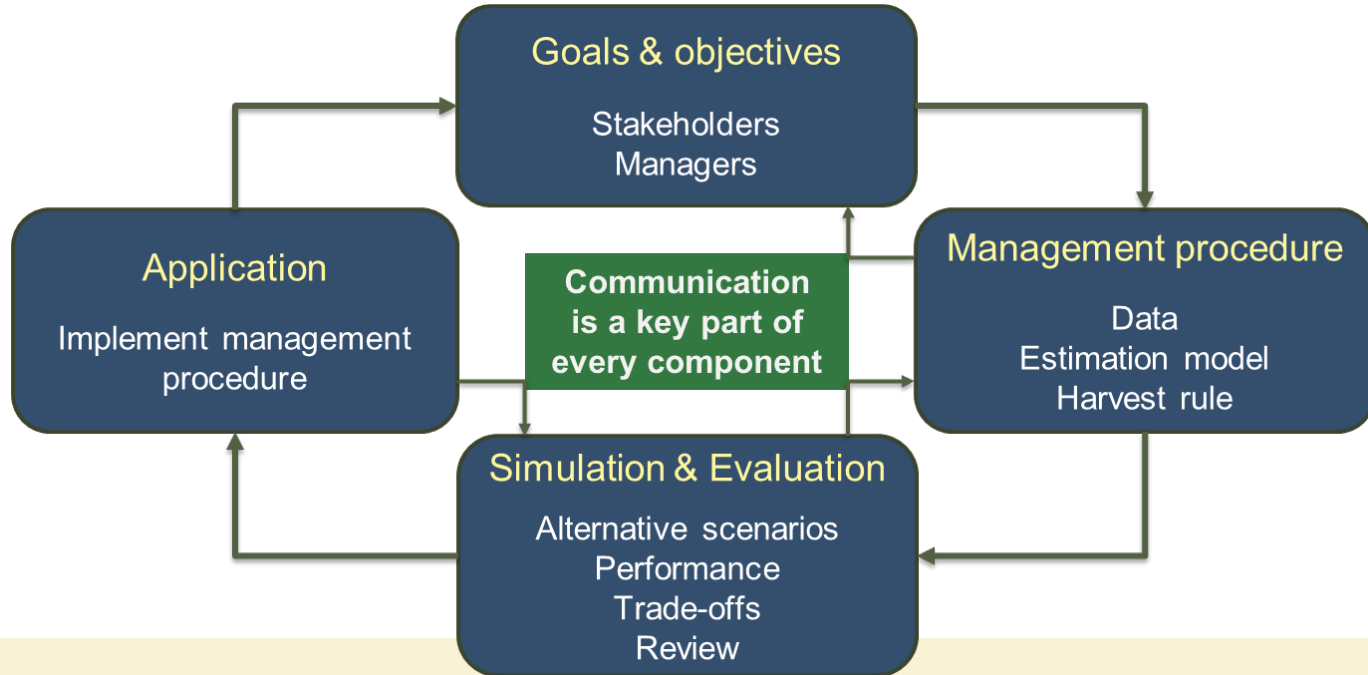 Goals & objectives
Stakeholders
Managers
Application
Implement management
procedure
Communication
is a key part of
every component
Management procedure
Data
Estimation model
Harvest rule
Simulation & Evaluation
Alternative scenarios
Performance
Trade-offs
Review